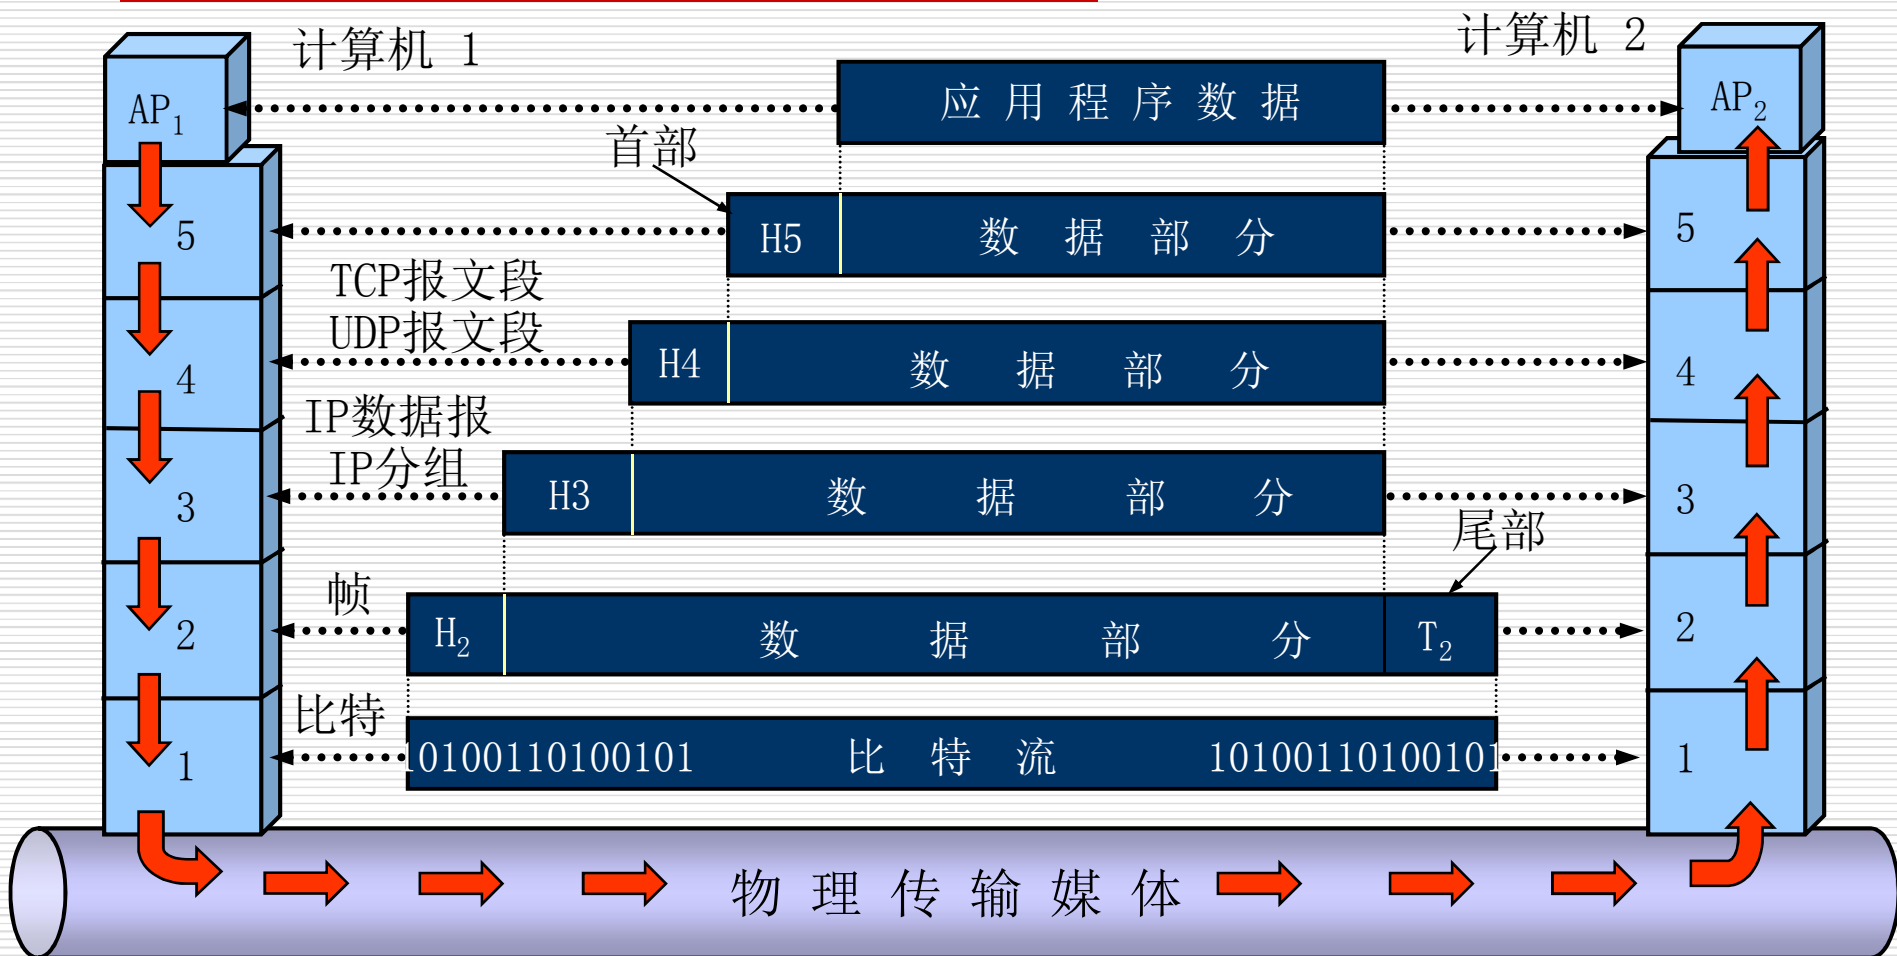 计算机 1
计算机 2
AP1
应用程序数据
AP2
首部
5
H5 数据部分
5
TCP报文段
UDP报文段
4
H4 数据部分
4
IP数据报
IP分组
3
H3 数据部分
3
尾部
帧
2
H2 数据部分 T2
2
比特
1
10100110100101 比特流 10100110100101
1
物理传输媒体